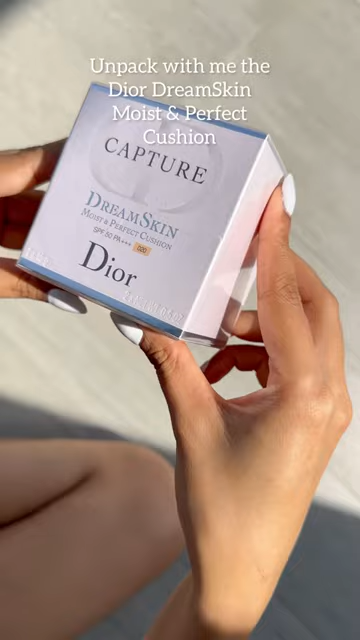 Unpack with me the
Dior DreamSkin
Moist & Perfect
Cushion
CAPTURE
DREAMSKIN
MOIST & PERFECT CUSHION
SPF 50 PA+++ 020
Dior